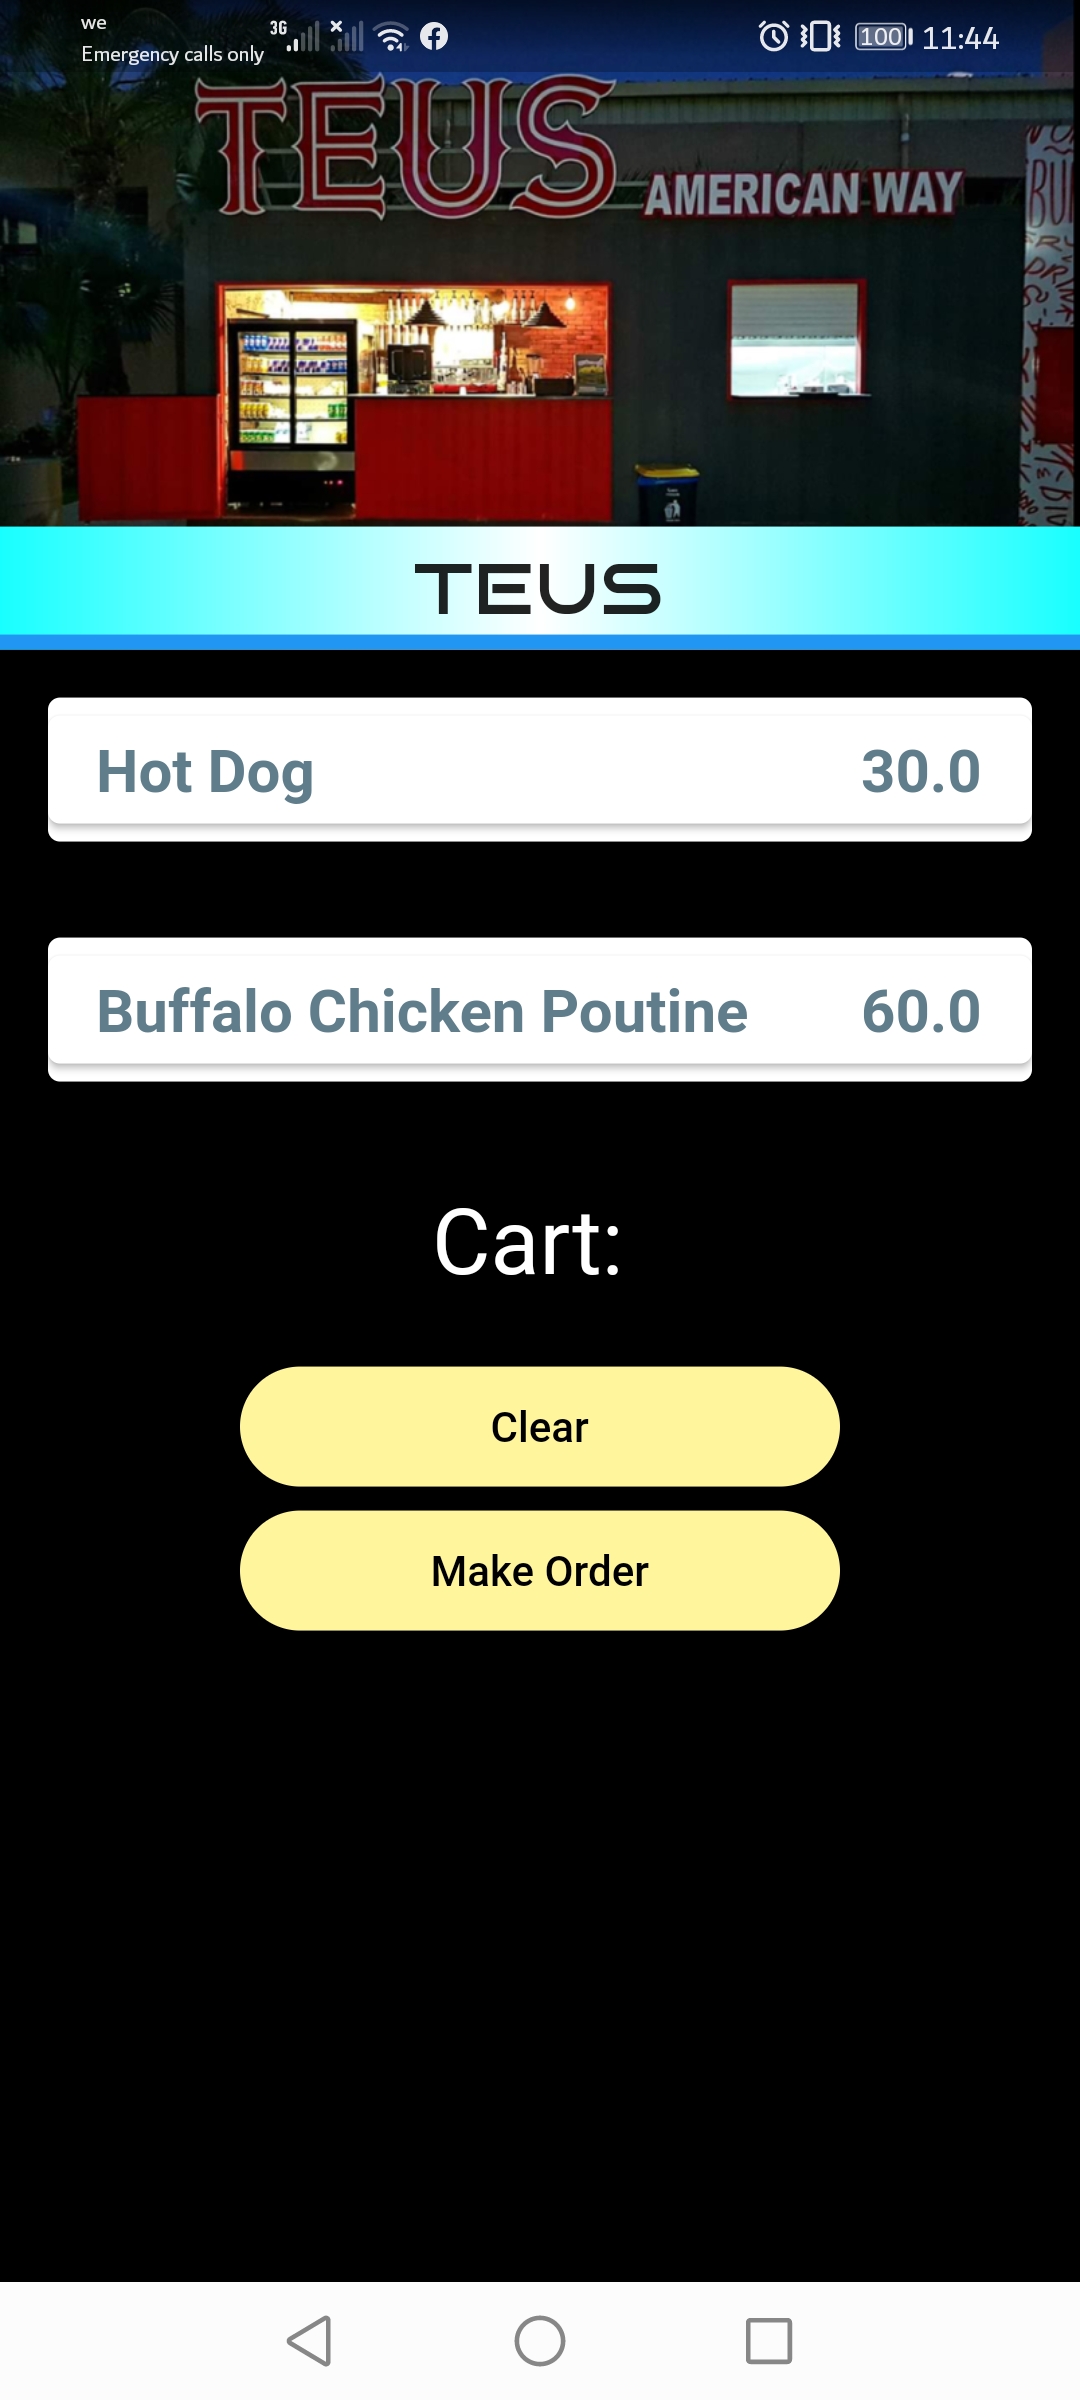 we
Emergency calls only
3G
100
11:44
TEUS
AMERICAN WAY
TEUS
Hot Dog 30.0
Buffalo Chicken Poutine 60.0
Cart:
Clear
Make Order